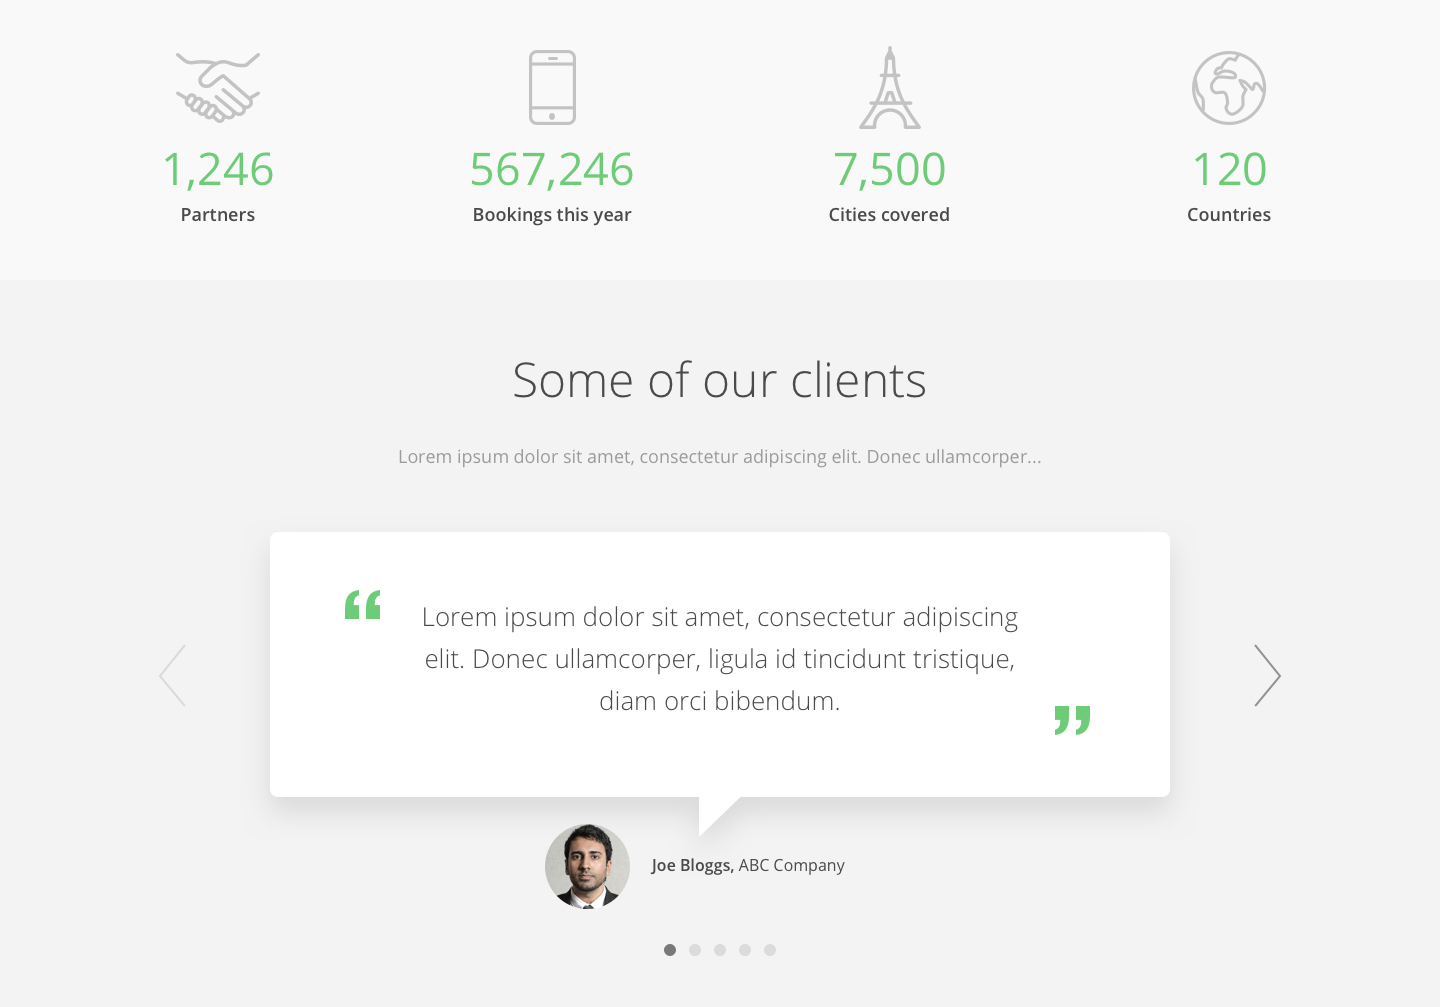 1,246
567,246
7,500
120
Partners
Bookings this year
Cities covered
Countries
Some of our clients
Lorem ipsum dolor sit amet, consectetur adipiscing elit. Donec ullamcorper...
“ Lorem ipsum dolor sit amet, consectetur adipiscing
elit. Donec ullamcorper, ligula id tincidunt tristique,
diam orci bibendum. ”
Joe Bloggs, ABC Company